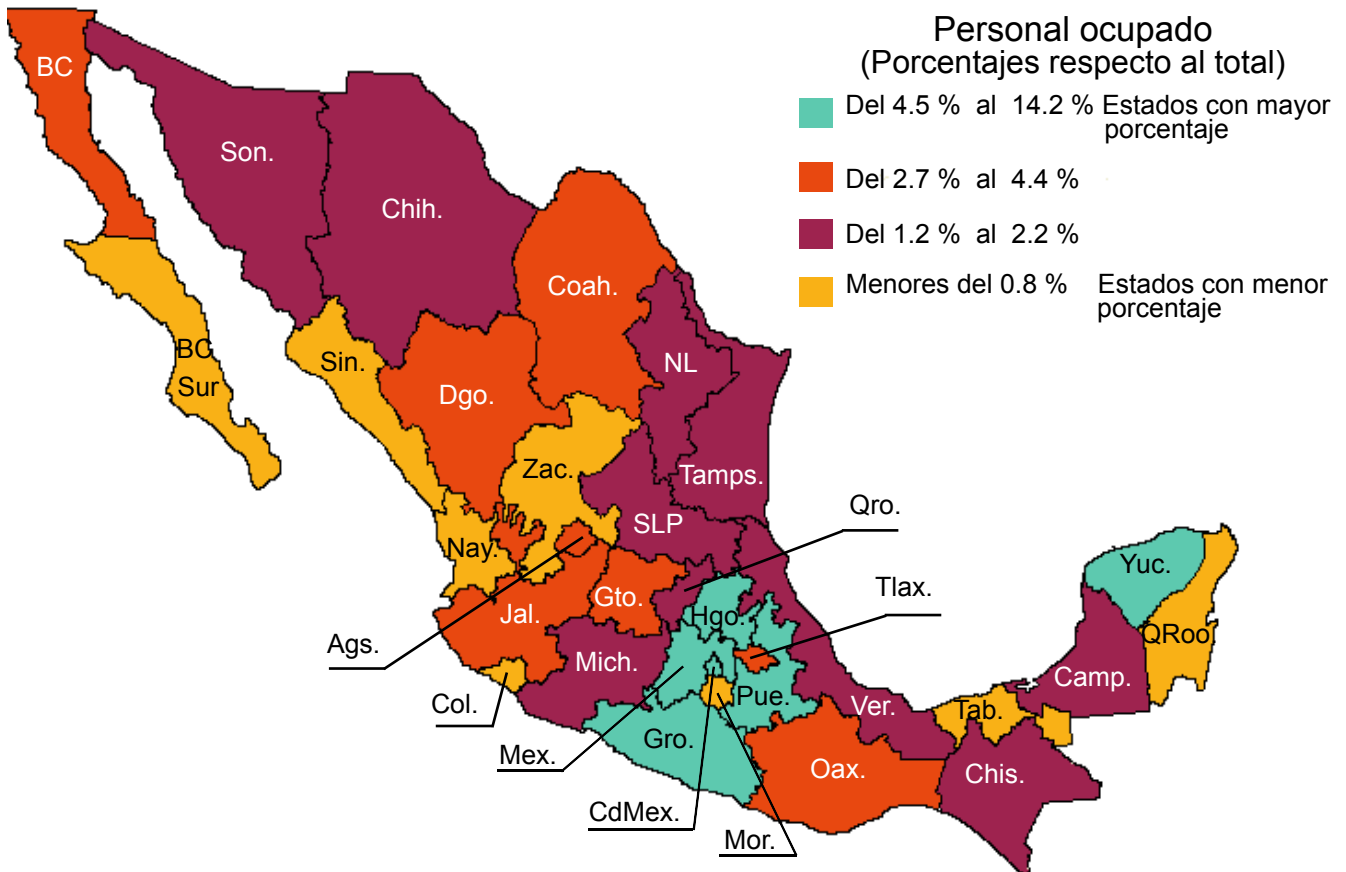 Personal ocupado
(Porcentajes respecto al total)
Del 4.5 % al 14.2 % Estados con mayor
porcentaje
Del 2.7 % al 4.4 %
Del 1.2 % al 2.2 %
Menores del 0.8 % Estados con menor
porcentaje
BC
Son.
Chih.
Coah.
BC
Sur
Sin.
NL
Dgo.
Zac.
Tamps.
Qro.
SLP
Nay.
Yuc.
Tlax.
Jal.
Gto.
Hgo.
QRoo
Ags.
Mich.
Camp.
Col.
Pue.
Ver.
Tab.
Mex.
Gro.
Oax.
Chis.
CdMex.
Mor.